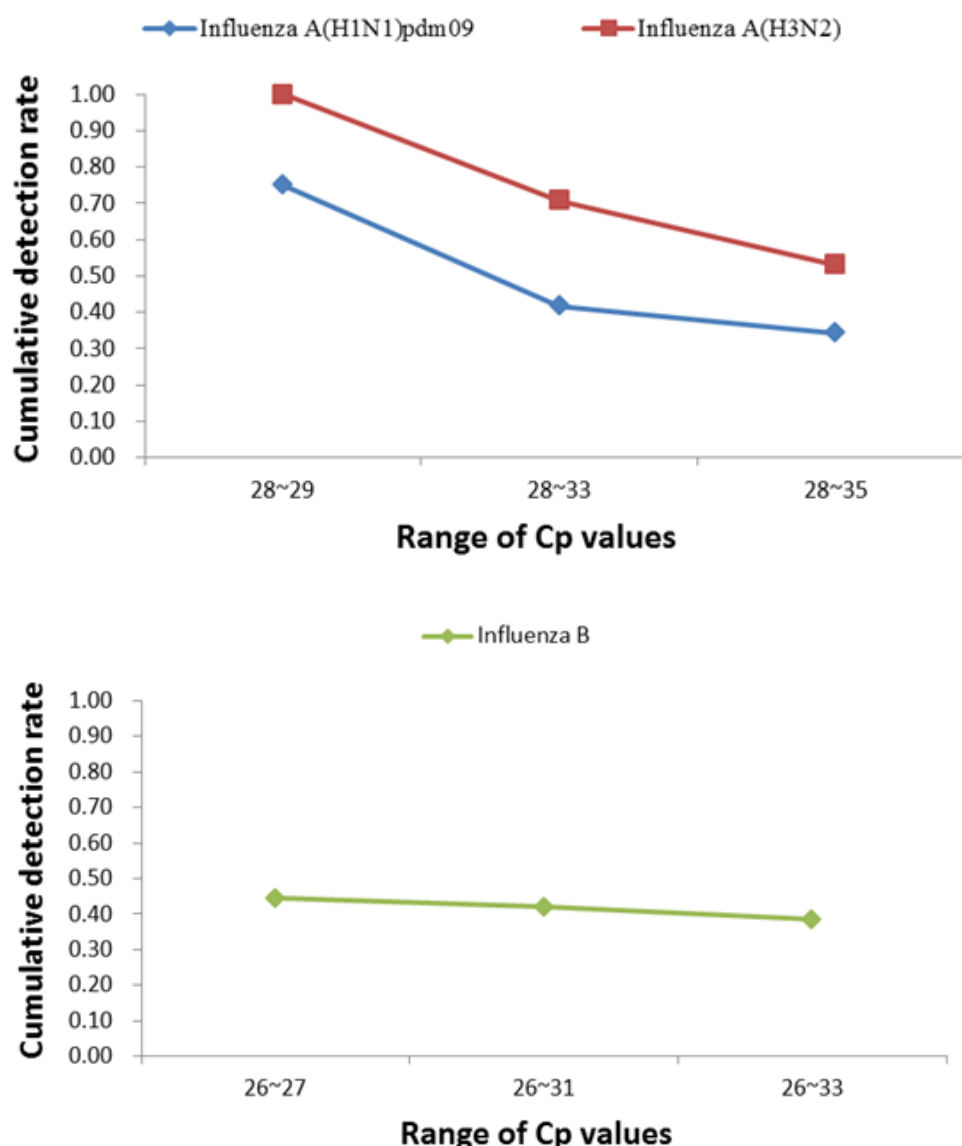 Influenza A(H1N1)pdm09 Influenza A(H3N2)
Cumulative detection rate
1.00
0.90
0.80
0.70
0.60
0.50
0.40
0.30
0.20
0.10
0.00
28~29 28~33 28~35
Range of Cp values
Influenza B
Cumulative detection rate
1.00
0.90
0.80
0.70
0.60
0.50
0.40
0.30
0.20
0.10
0.00
26~27 26~31 26~33
Range of Cp values